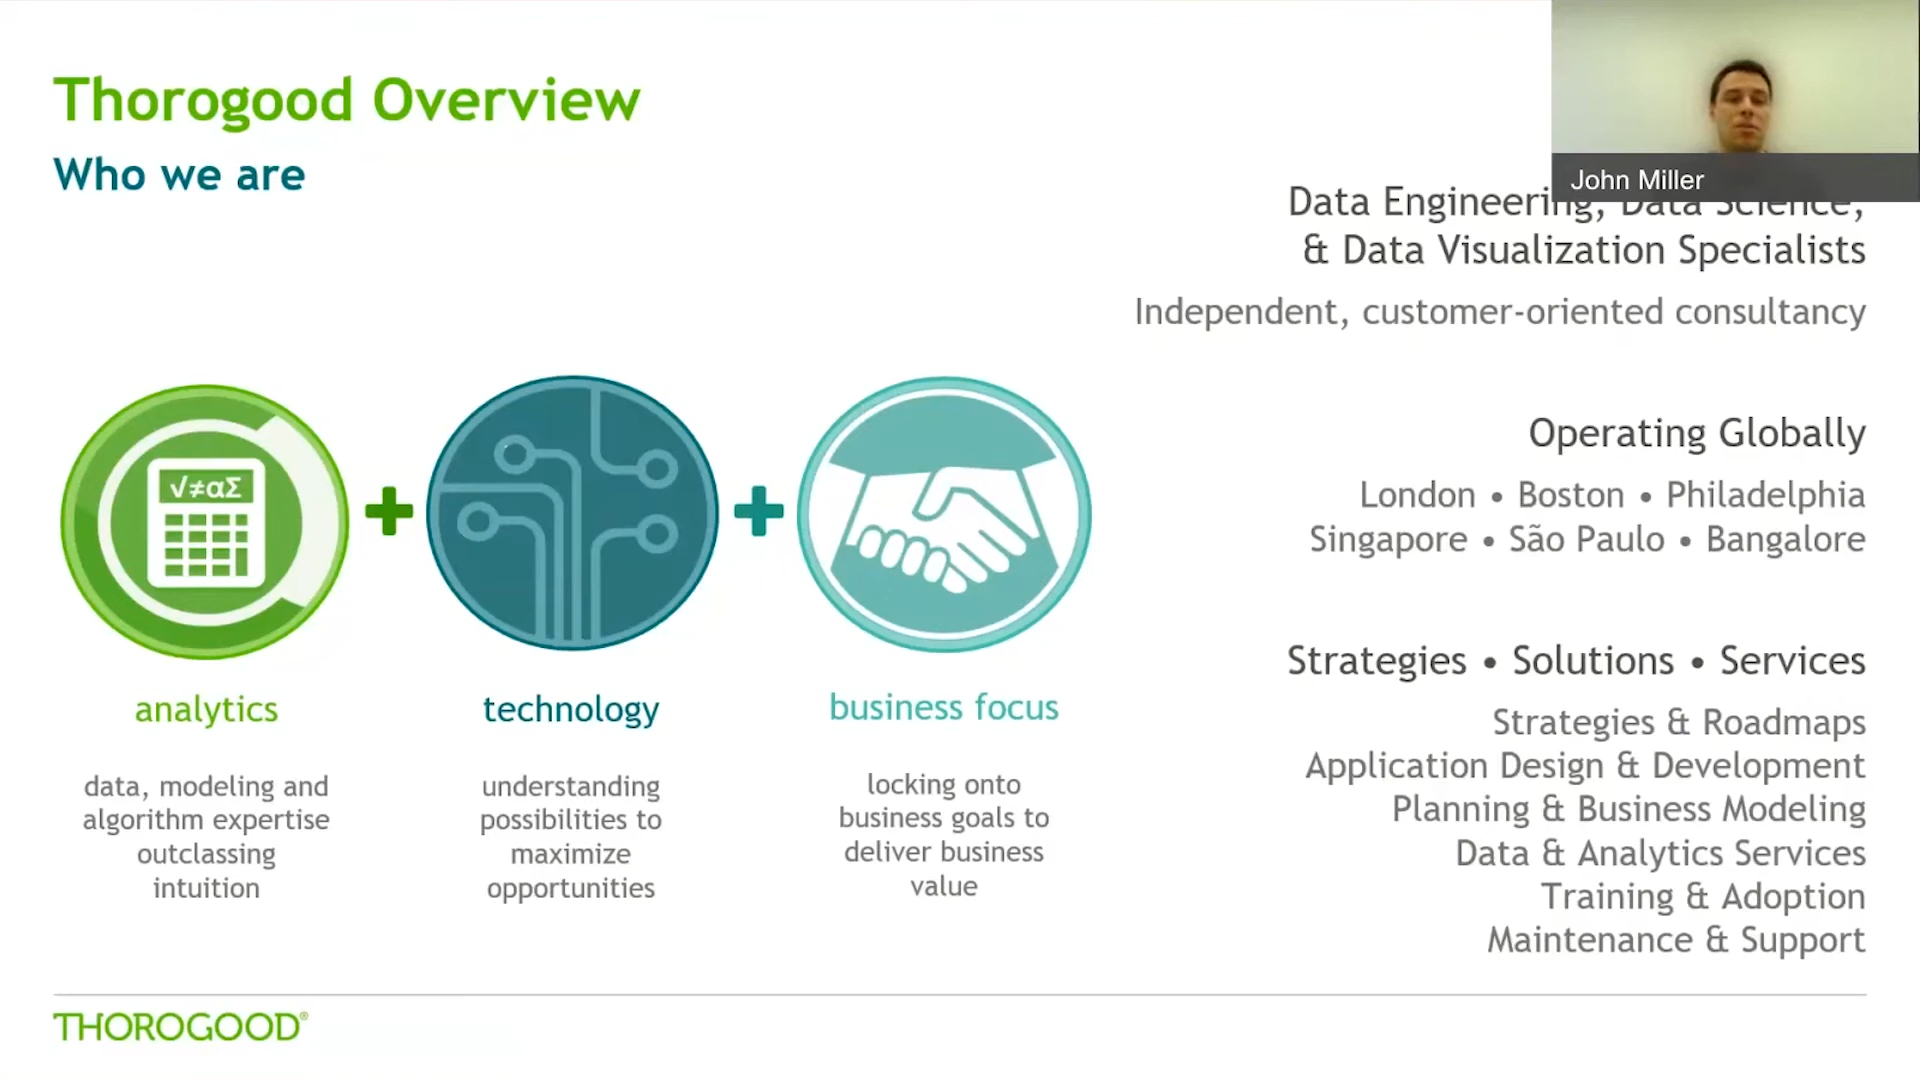 Thorogood Overview
Who we are
John Miller
Data Engineering, Data Science,
& Data Visualization Specialists
Independent, customer-oriented consultancy
Operating Globally
London • Boston • Philadelphia
Singapore • São Paulo • Bangalore
Strategies • Solutions • Services
Strategies & Roadmaps
Application Design & Development
Planning & Business Modeling
Data & Analytics Services
Training & Adoption
Maintenance & Support
√≠αΣ
analytics
data, modeling and
algorithm expertise
outclassing
intuition
technology
understanding
possibilities to
maximize
opportunities
business focus
locking onto
business goals to
deliver business
value
THOROGOOD®